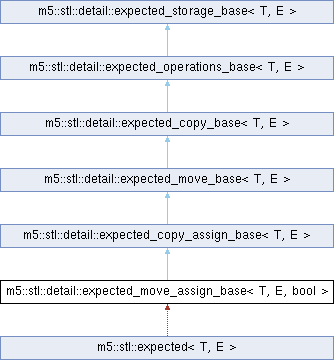 m5::stl::detail::expected_storage_base< T, E >
m5::stl::detail::expected_operations_base< T, E >
m5::stl::detail::expected_copy_base< T, E >
m5::stl::detail::expected_move_base< T, E >
m5::stl::detail::expected_copy_assign_base< T, E >
m5::stl::detail::expected_move_assign_base< T, E, bool >
m5::stl::expected< T, E >